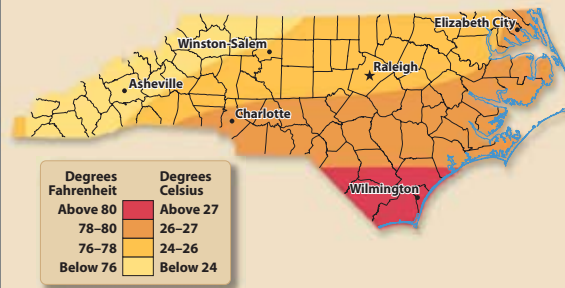 Elizabeth City
Winston-Salem
Raleigh
Asheville
Charlotte
Wilmington
Degrees Fahrenheit
Degrees Celsius
Above 80 Above 27
78–80 26–27
76–78 24–26
Below 76 Below 24